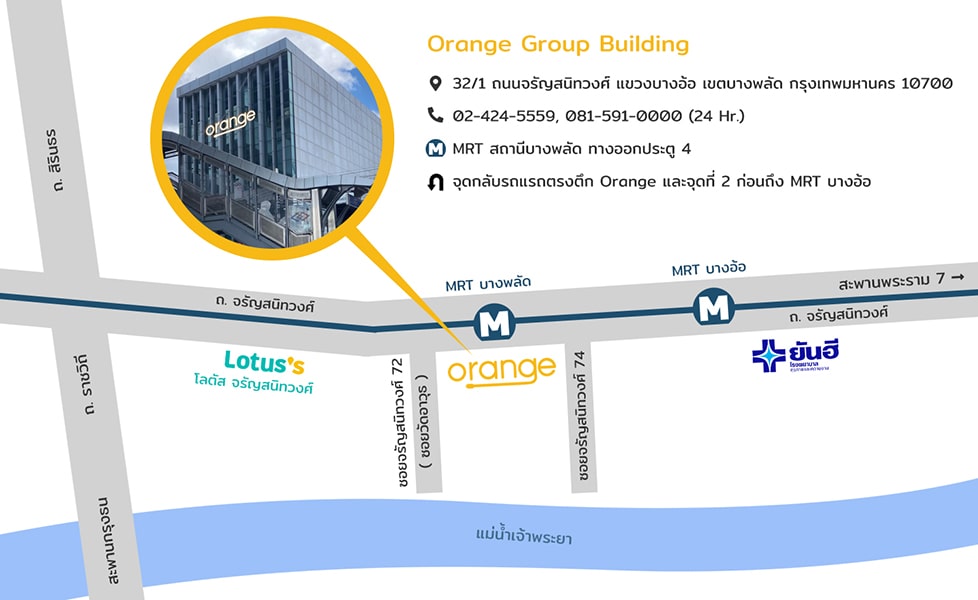 Orange Group Building
32/1 ถนนจรัญสนิทวงศ์ แขวงบางอ้อ เขตบางพลัด กรุงเทพมหานคร 10700
02-424-5559, 081-591-0000 (24 Hr.)
M MRT สถานีบางพลัด ทางออกประตู 4
จุดกลับรถแรกตรงตึก Orange และจุดที่ 2 ก่อนถึง MRT บางอ้อ
orange
ถ. สิรินธร
MRT บางพลัด
MRT บางอ้อ
สะพานพระราม 7 →
ถ. จรัญสนิทวงศ์
M
M
ถ. จรัญสนิทวงศ์
Lotus's
โลตัส จรัญสนิทวงศ์
orange
ยันฮี
โรงพยาบาล
ถ. ราชวิถี
ซอยจรัญสนิทวงศ์ 72
ซอยจรัญสนิทวงศ์ 74
สะพานกรุงธน
แม่น้ำเจ้าพระยา